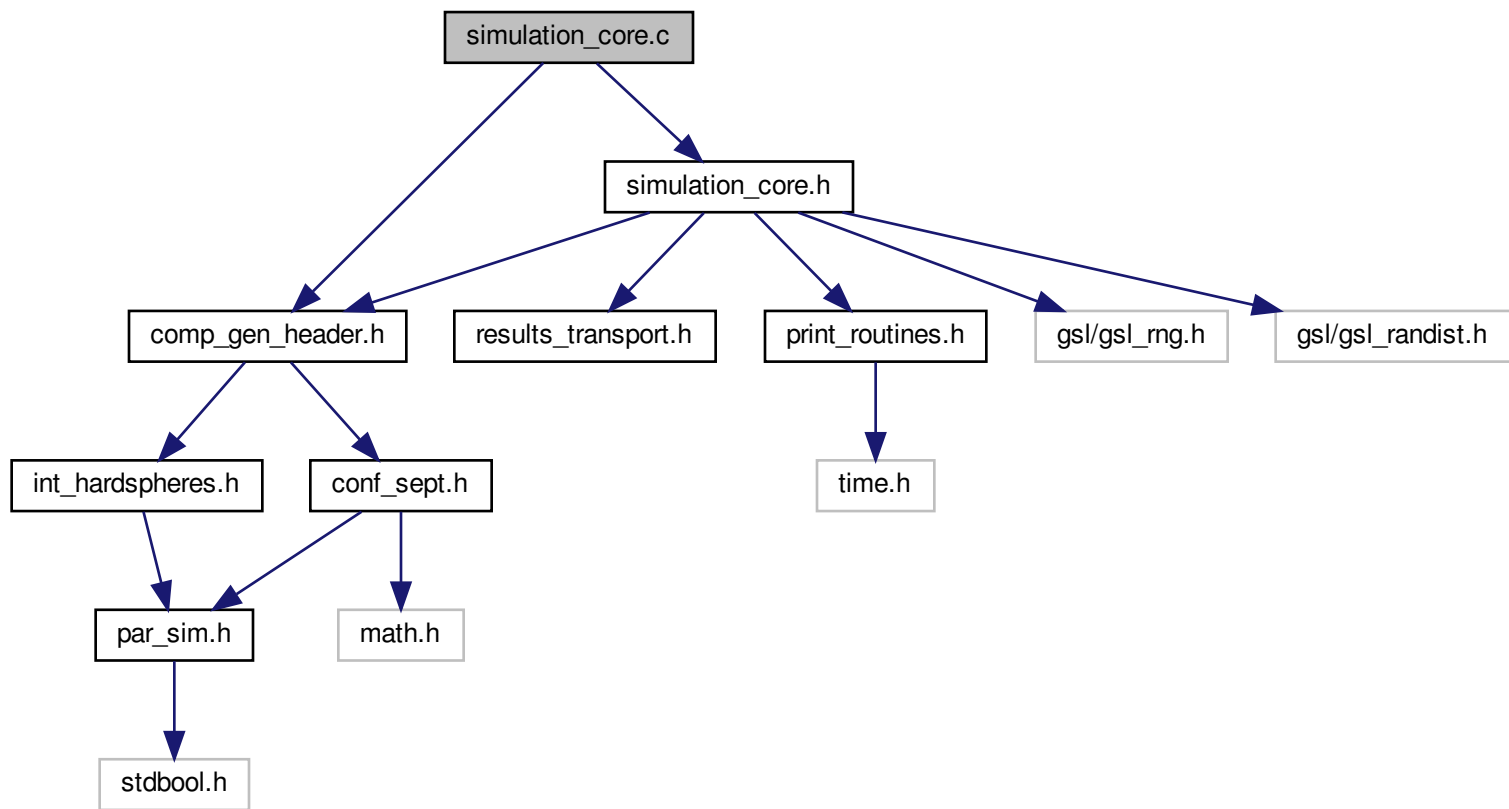 simulation_core.c
simulation_core.h
comp_gen_header.h
results_transport.h
print_routines.h
gsl/gsl_rng.h
gsl/gsl_randist.h
int_hardspheres.h
conf_sept.h
time.h
par_sim.h
math.h
stdbool.h